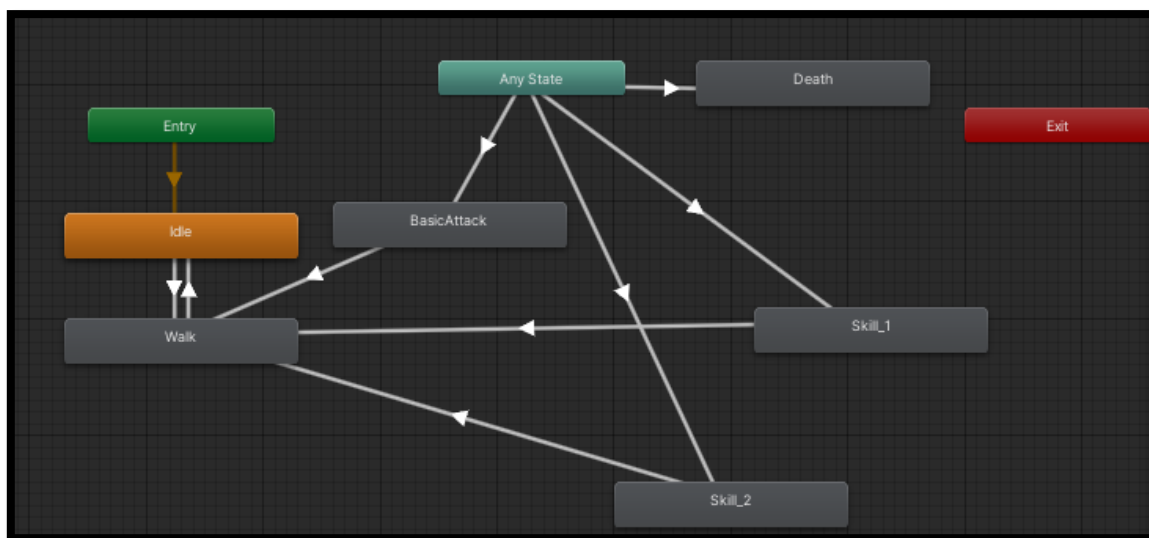 Any State
Death
Entry
Exit
BasicAttack
Idle
Skill_1
Walk
Skill_2